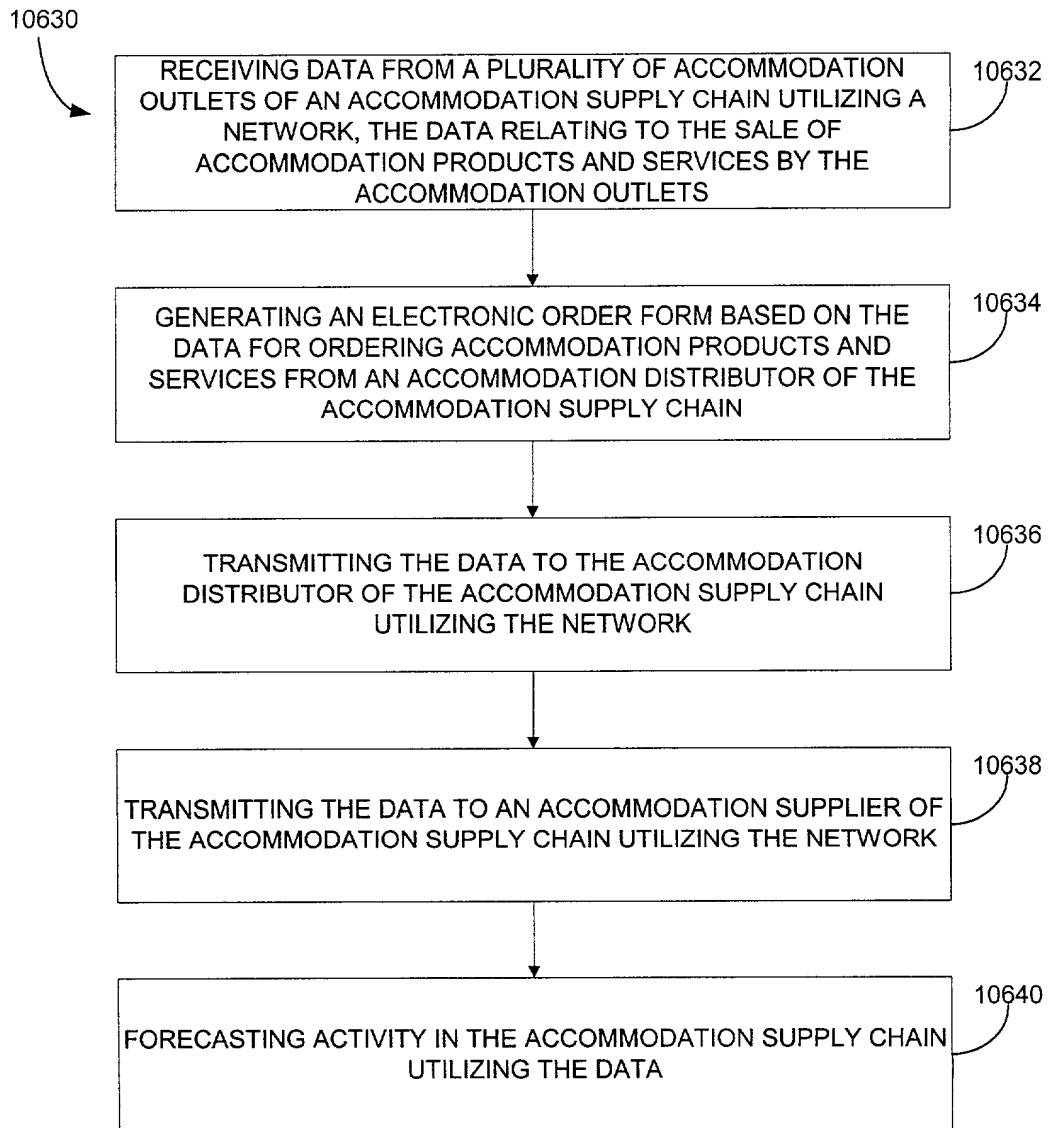 10630
RECEIVING DATA FROM A PLURALITY OF ACCOMMODATION
OUTLETS OF AN ACCOMMODATION SUPPLY CHAIN UTILIZING A
NETWORK, THE DATA RELATING TO THE SALE OF
ACCOMMODATION PRODUCTS AND SERVICES BY THE
ACCOMMODATION OUTLETS
10632
GENERATING AN ELECTRONIC ORDER FORM BASED ON THE
DATA FOR ORDERING ACCOMMODATION PRODUCTS AND
SERVICES FROM AN ACCOMMODATION DISTRIBUTOR OF THE
ACCOMMODATION SUPPLY CHAIN
10634
TRANSMITTING THE DATA TO THE ACCOMMODATION
DISTRIBUTOR OF THE ACCOMMODATION SUPPLY CHAIN
UTILIZING THE NETWORK
10636
TRANSMITTING THE DATA TO AN ACCOMMODATION SUPPLIER OF
THE ACCOMMODATION SUPPLY CHAIN UTILIZING THE NETWORK
10638
FORECASTING ACTIVITY IN THE ACCOMMODATION SUPPLY CHAIN
UTILIZING THE DATA
10640